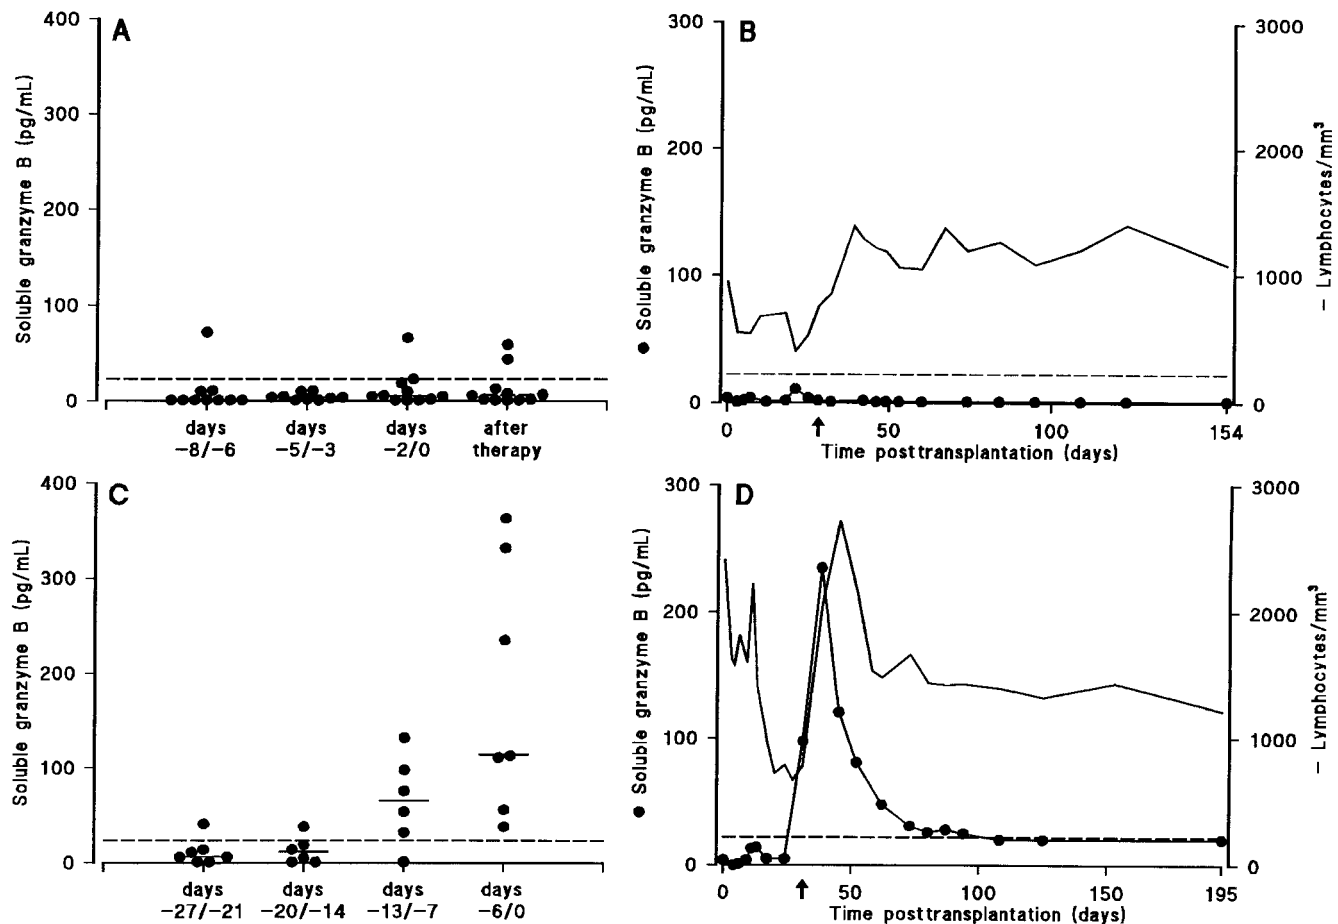 A
Soluble granzyme B (pg/mL)
400
300
200
100
0
days
−8/−6
days
−5/−3
days
−2/0
after
therapy
B
● Soluble granzyme B (pg/mL)
300
200
100
0
3000
2000
1000
0
— Lymphocytes/mm³
0
50
100
154
Time posttransplantation (days)
C
Soluble granzyme B (pg/mL)
400
300
200
100
0
days
−27/−21
days
−20/−14
days
−13/−7
days
−6/0
D
● Soluble granzyme B (pg/mL)
300
200
100
0
3000
2000
1000
0
— Lymphocytes/mm³
0
50
100
150
195
Time posttransplantation (days)